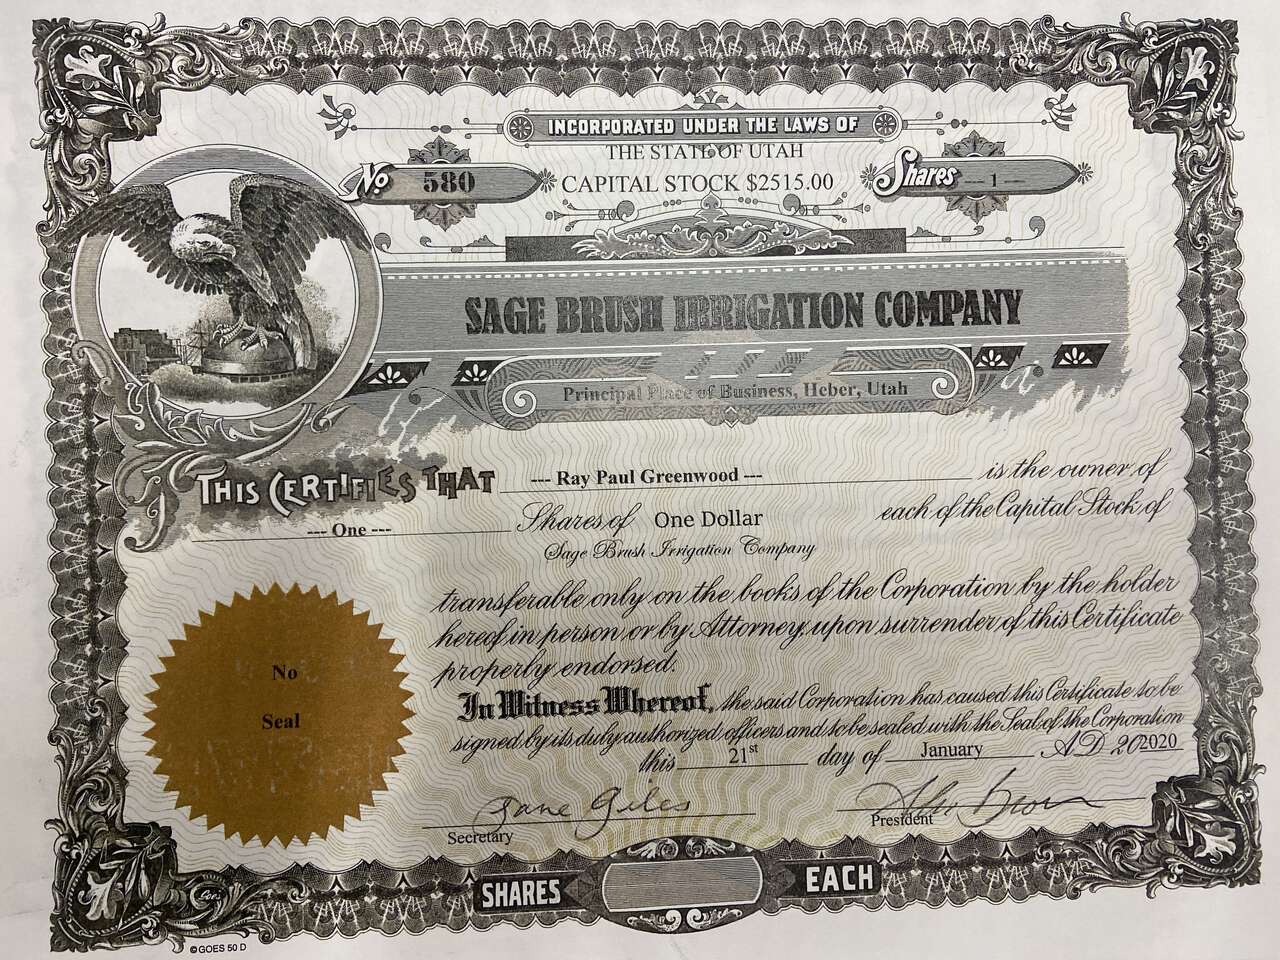 INCORPORATED UNDER THE LAWS OF
THE STATE OF UTAH
No 580
CAPITAL STOCK $2515.00
Shares --- 1 ---
SAGE BRUSH IRRIGATION COMPANY
Principal Place of Business, Heber, Utah
THIS CERTIFIES THAT --- Ray Paul Greenwood --- is the owner of
--- One --- Shares of One Dollar each of the Capital Stock of
Sage Brush Irrigation Company
transferable only on the books of the Corporation by the holder
hereof in person or by Attorney, upon surrender of this Certificate
properly endorsed.
In Witness Whereof, the said Corporation has caused this Certificate to be
signed by its duly authorized officers and to be sealed with the Seal of the Corporation
this 21st day of January A.D. 202020
No
Seal
Jane Giles
Secretary
President
SHARES EACH
©GOES 50 D